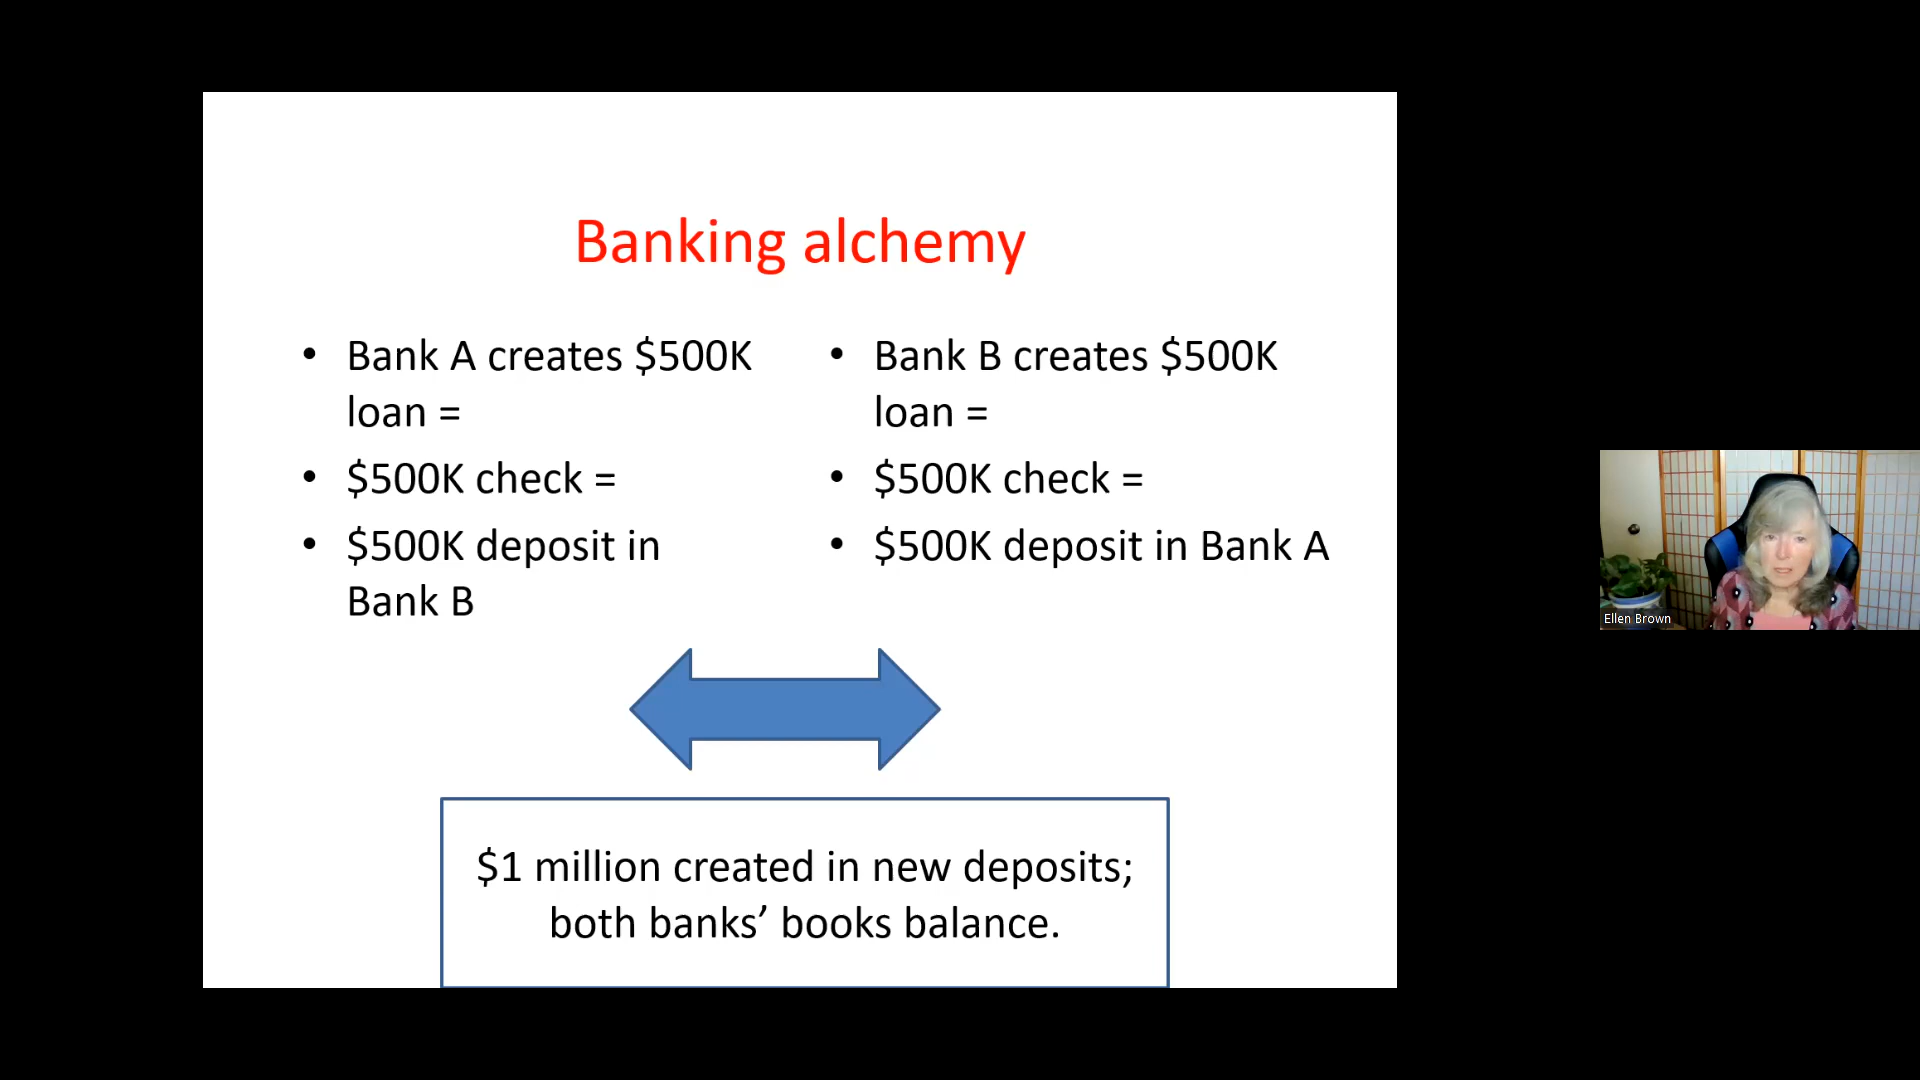 Banking alchemy
• Bank A creates $500K
loan =
• $500K check =
• $500K deposit in
Bank B
• Bank B creates $500K
loan =
• $500K check =
• $500K deposit in Bank A
$1 million created in new deposits;
both banks’ books balance.
Ellen Brown